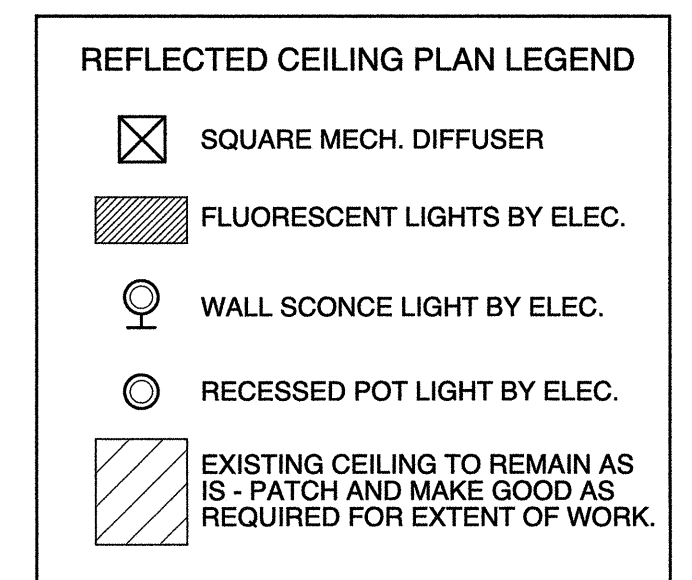 REFLECTED CEILING PLAN LEGEND
SQUARE MECH. DIFFUSER
FLUORESCENT LIGHTS BY ELEC.
WALL SCONCE LIGHT BY ELEC.
RECESSED POT LIGHT BY ELEC.
EXISTING CEILING TO REMAIN AS
IS - PATCH AND MAKE GOOD AS
REQUIRED FOR EXTENT OF WORK.